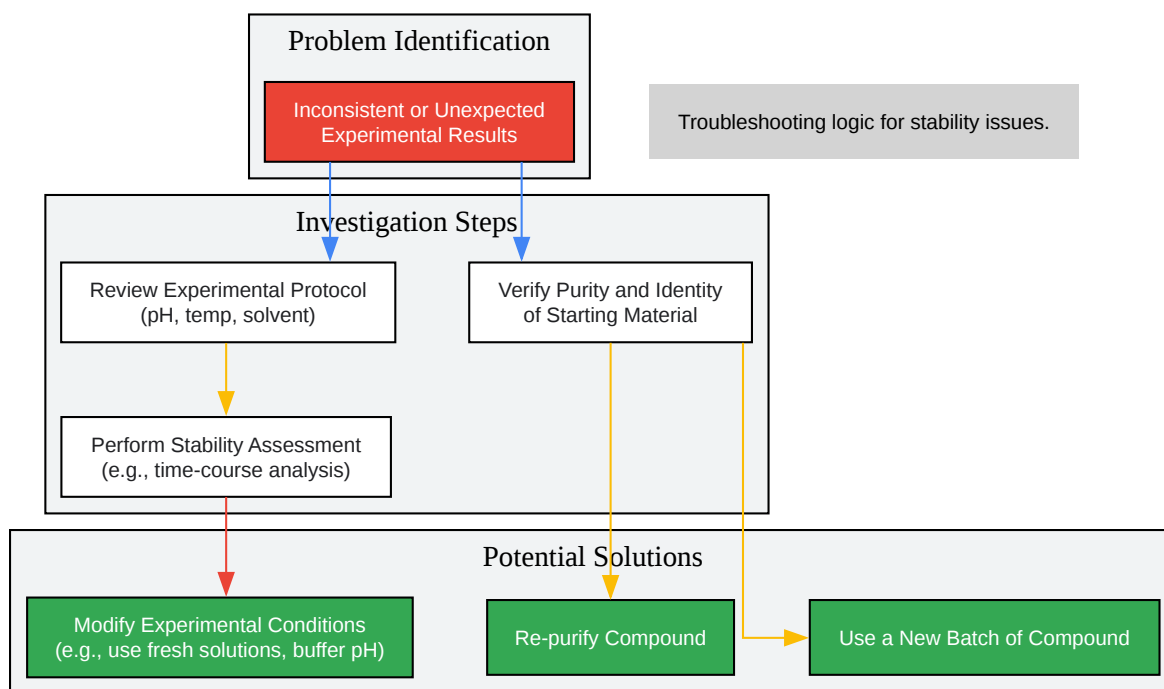 Problem Identification
Inconsistent or Unexpected
Experimental Results
Troubleshooting logic for stability issues.
Investigation Steps
Review Experimental Protocol
(pH, temp, solvent)
Verify Purity and Identity
of Starting Material
Perform Stability Assessment
(e.g., time-course analysis)
Potential Solutions
Modify Experimental Conditions
(e.g., use fresh solutions, buffer pH)
Re-purify Compound
Use a New Batch of Compound